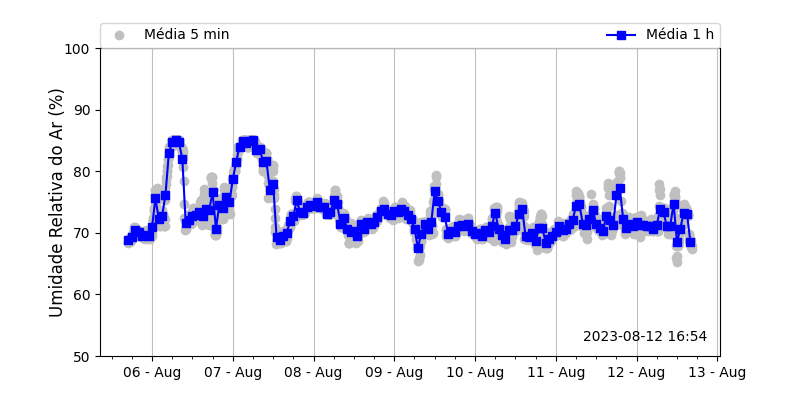 Média 5 min
Média 1 h
Umidade Relativa do Ar (%)
100
90
80
70
60
50
2023-08-12 16:54
06 - Aug
07 - Aug
08 - Aug
09 - Aug
10 - Aug
11 - Aug
12 - Aug
13 - Aug